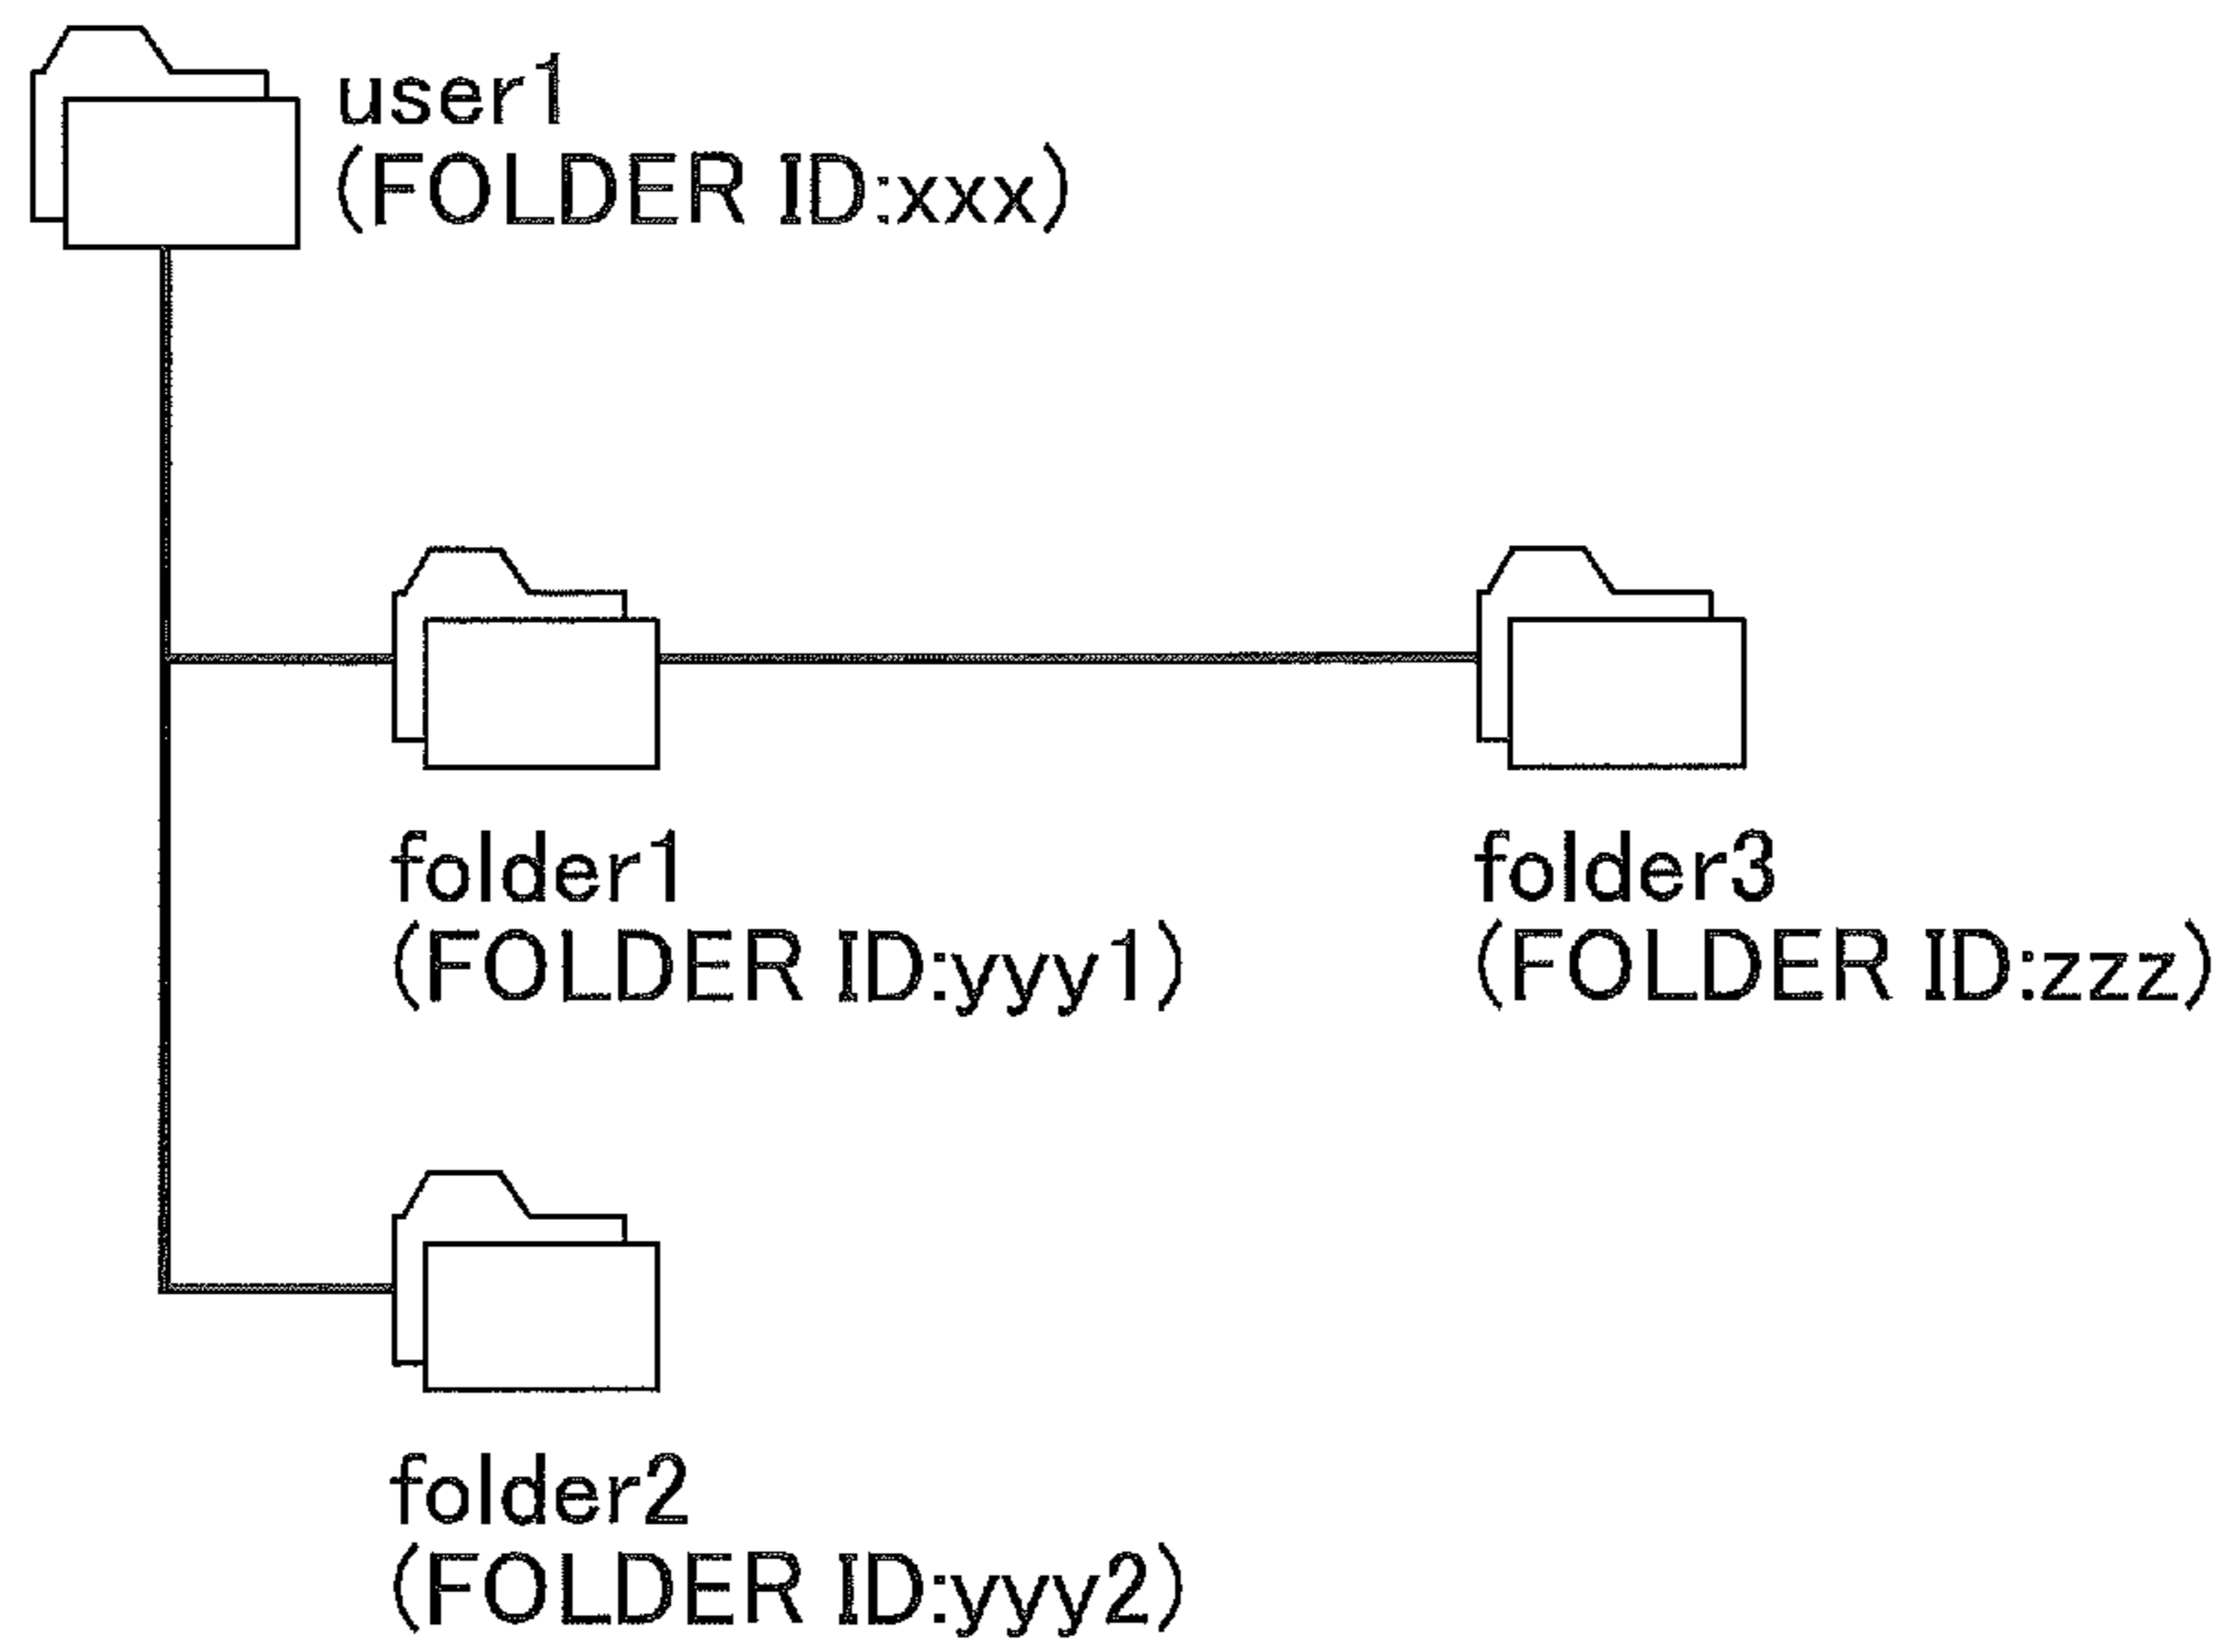 user1
(FOLDER ID:xxx)
folder1
(FOLDER ID:yyy1)
folder3
(FOLDER ID:zzz)
folder2
(FOLDER ID:yyy2)